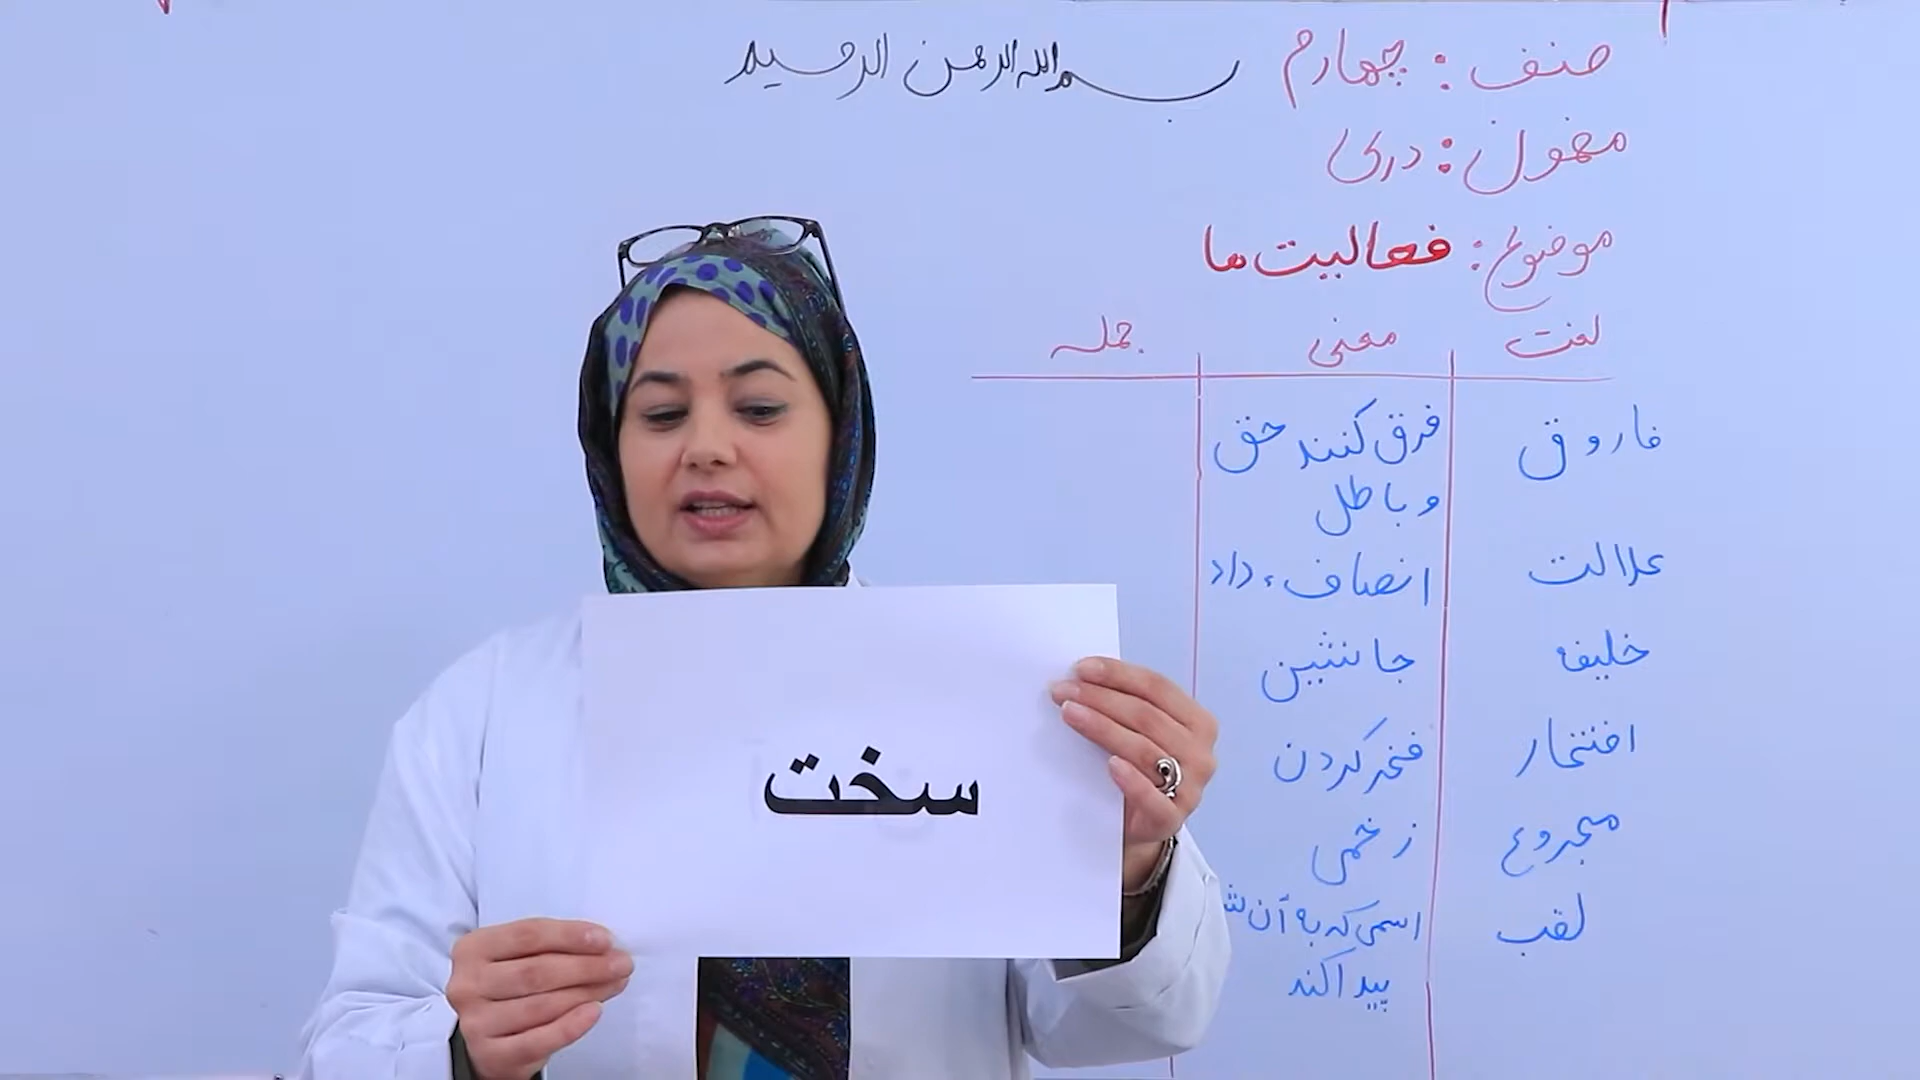 بسم الله الرحمن الرحیم
صنف : چهارم
مضمون : دری
موضوع : فعالیت ها
لغت معنی جمله
فاروق فرق کنند حق
و باطل
عدالت انصاف، داد
خلیفه جانشین
افتخار فخر کردن
مجروح زخمی
لقب اسمی که به آن
پیدا کند
سخت